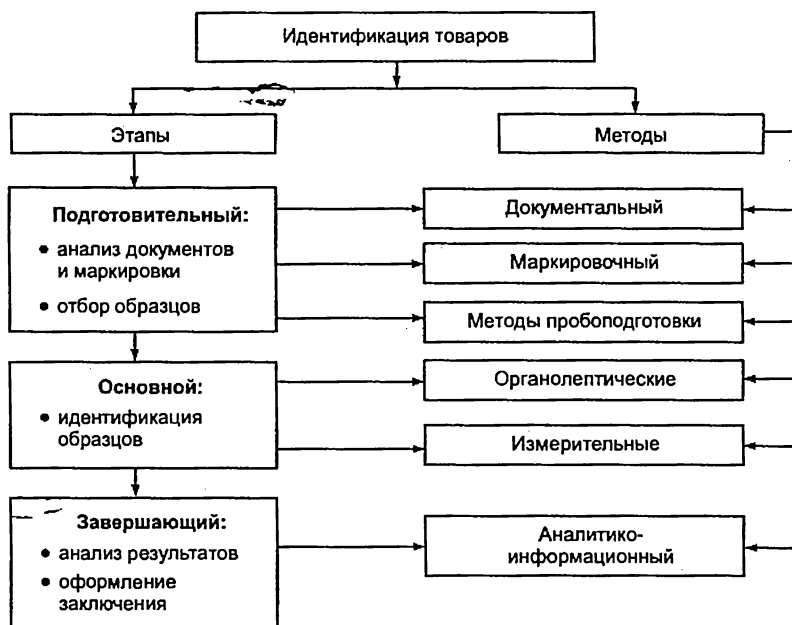 Идентификация товаров
Этапы
Методы
Подготовительный:
• анализ документов
и маркировки
• отбор образцов
Документальный
Маркировочный
Методы пробоподготовки
Основной:
• идентификация
образцов
Органолептические
Измерительные
Завершающий:
• анализ результатов
• оформление
заключения
Аналитико-
информационный